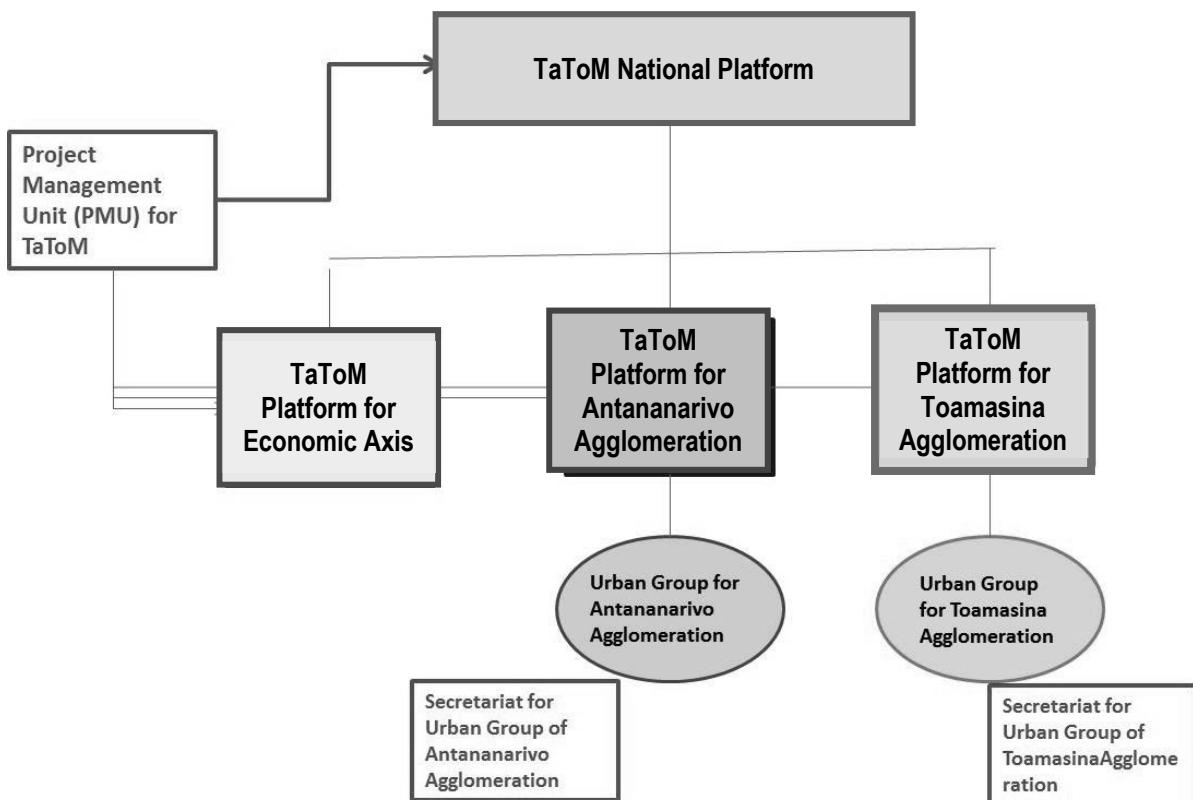 TaToM National Platform
Project
Management
Unit (PMU) for
TaToM
TaToM
Platform for
Economic Axis
TaToM
Platform for
Antananarivo
Agglomeration
TaToM
Platform for
Toamasina
Agglomeration
Urban Group for
Antananarivo
Agglomeration
Urban Group
for Toamasina
Agglomeration
Secretariat for
Urban Group of
Antananarivo
Agglomeration
Secretariat for
Urban Group of
ToamasinaAgglome
ration